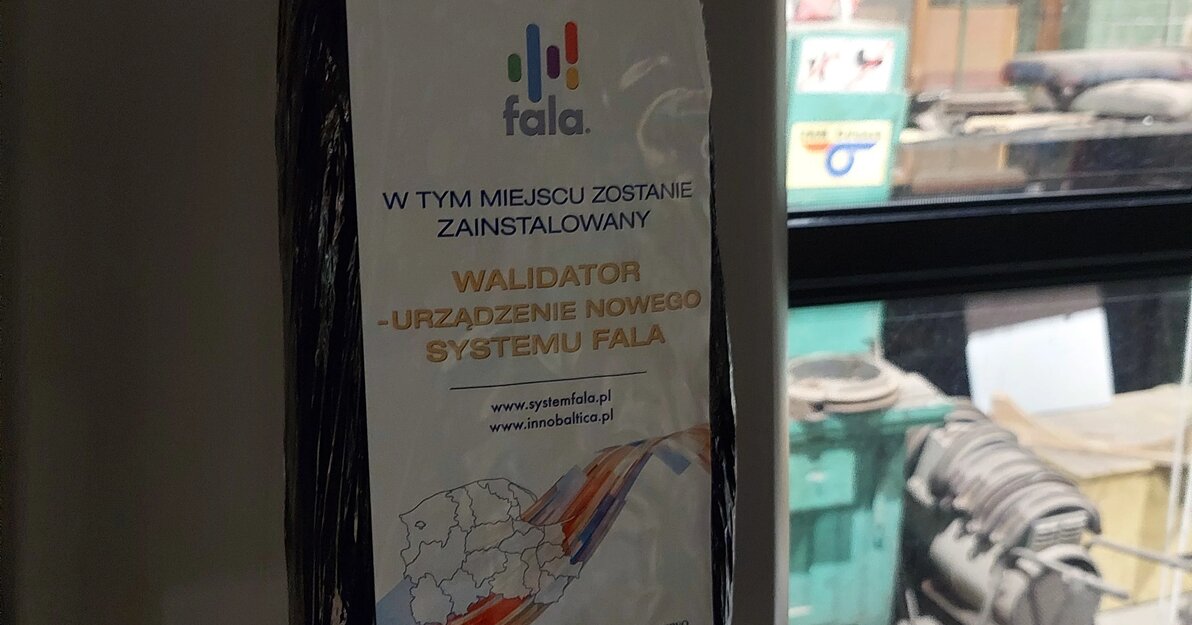 fala.
W TYM MIEJSCU ZOSTANIE
ZAINSTALOWANY
WALIDATOR
-URZĄDZENIE NOWEGO
SYSTEMU FALA
www.systemfala.pl
www.innobaltica.pl